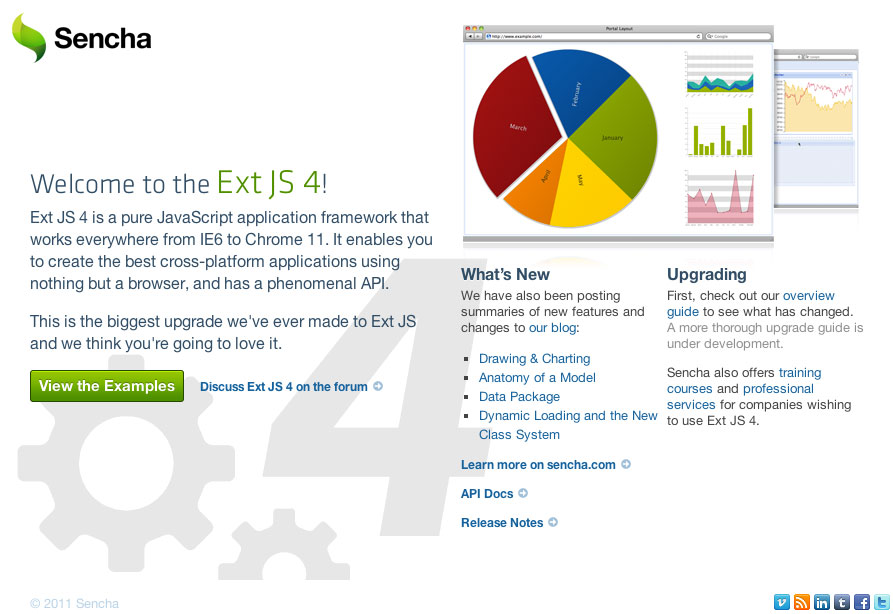 Sencha
Welcome to the Ext JS 4!
Ext JS 4 is a pure JavaScript application framework that
works everywhere from IE6 to Chrome 11. It enables you
to create the best cross-platform applications using
nothing but a browser, and has a phenomenal API.
This is the biggest upgrade we've ever made to Ext JS
and we think you're going to love it.
View the Examples
Discuss Ext JS 4 on the forum
4
Portal Layout
http://www.example.com/
Google
February
March
January
April
May
What's New
We have also been posting
summaries of new features and
changes to our blog:
Drawing & Charting
Anatomy of a Model
Data Package
Dynamic Loading and the New
Class System
Learn more on sencha.com
API Docs
Release Notes
Upgrading
First, check out our overview
guide to see what has changed.
A more thorough upgrade guide is
under development.
Sencha also offers training
courses and professional
services for companies wishing
to use Ext JS 4.
© 2011 Sencha